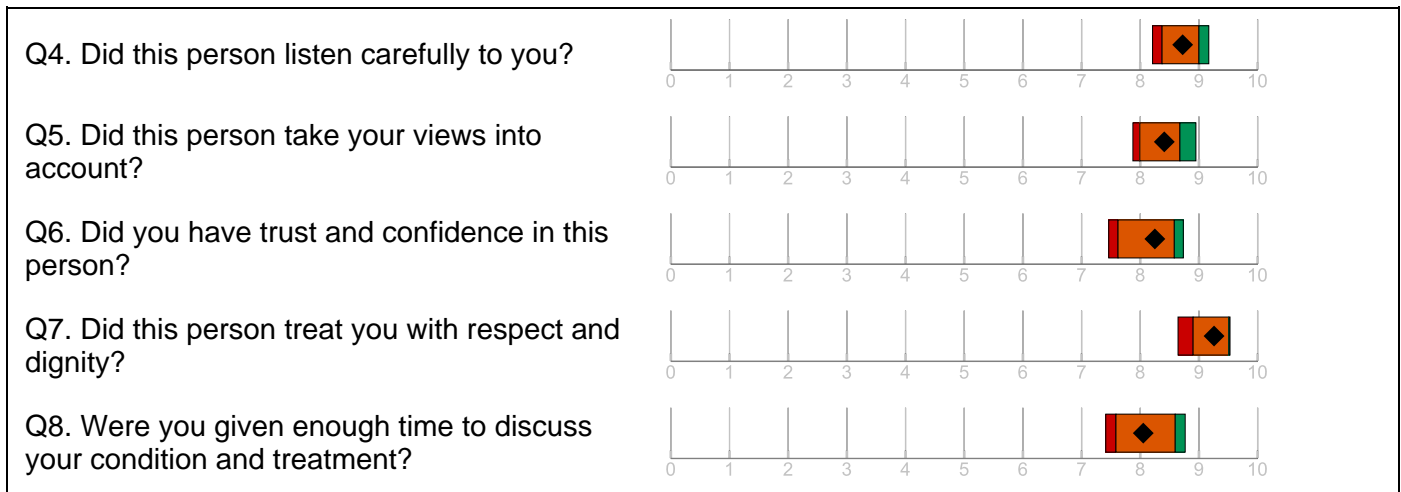 Q4. Did this person listen carefully to you?
0 1 2 3 4 5 6 7 8 9 10
Q5. Did this person take your views into
account?
0 1 2 3 4 5 6 7 8 9 10
Q6. Did you have trust and confidence in this
person?
0 1 2 3 4 5 6 7 8 9 10
Q7. Did this person treat you with respect and
dignity?
0 1 2 3 4 5 6 7 8 9 10
Q8. Were you given enough time to discuss
your condition and treatment?
0 1 2 3 4 5 6 7 8 9 10